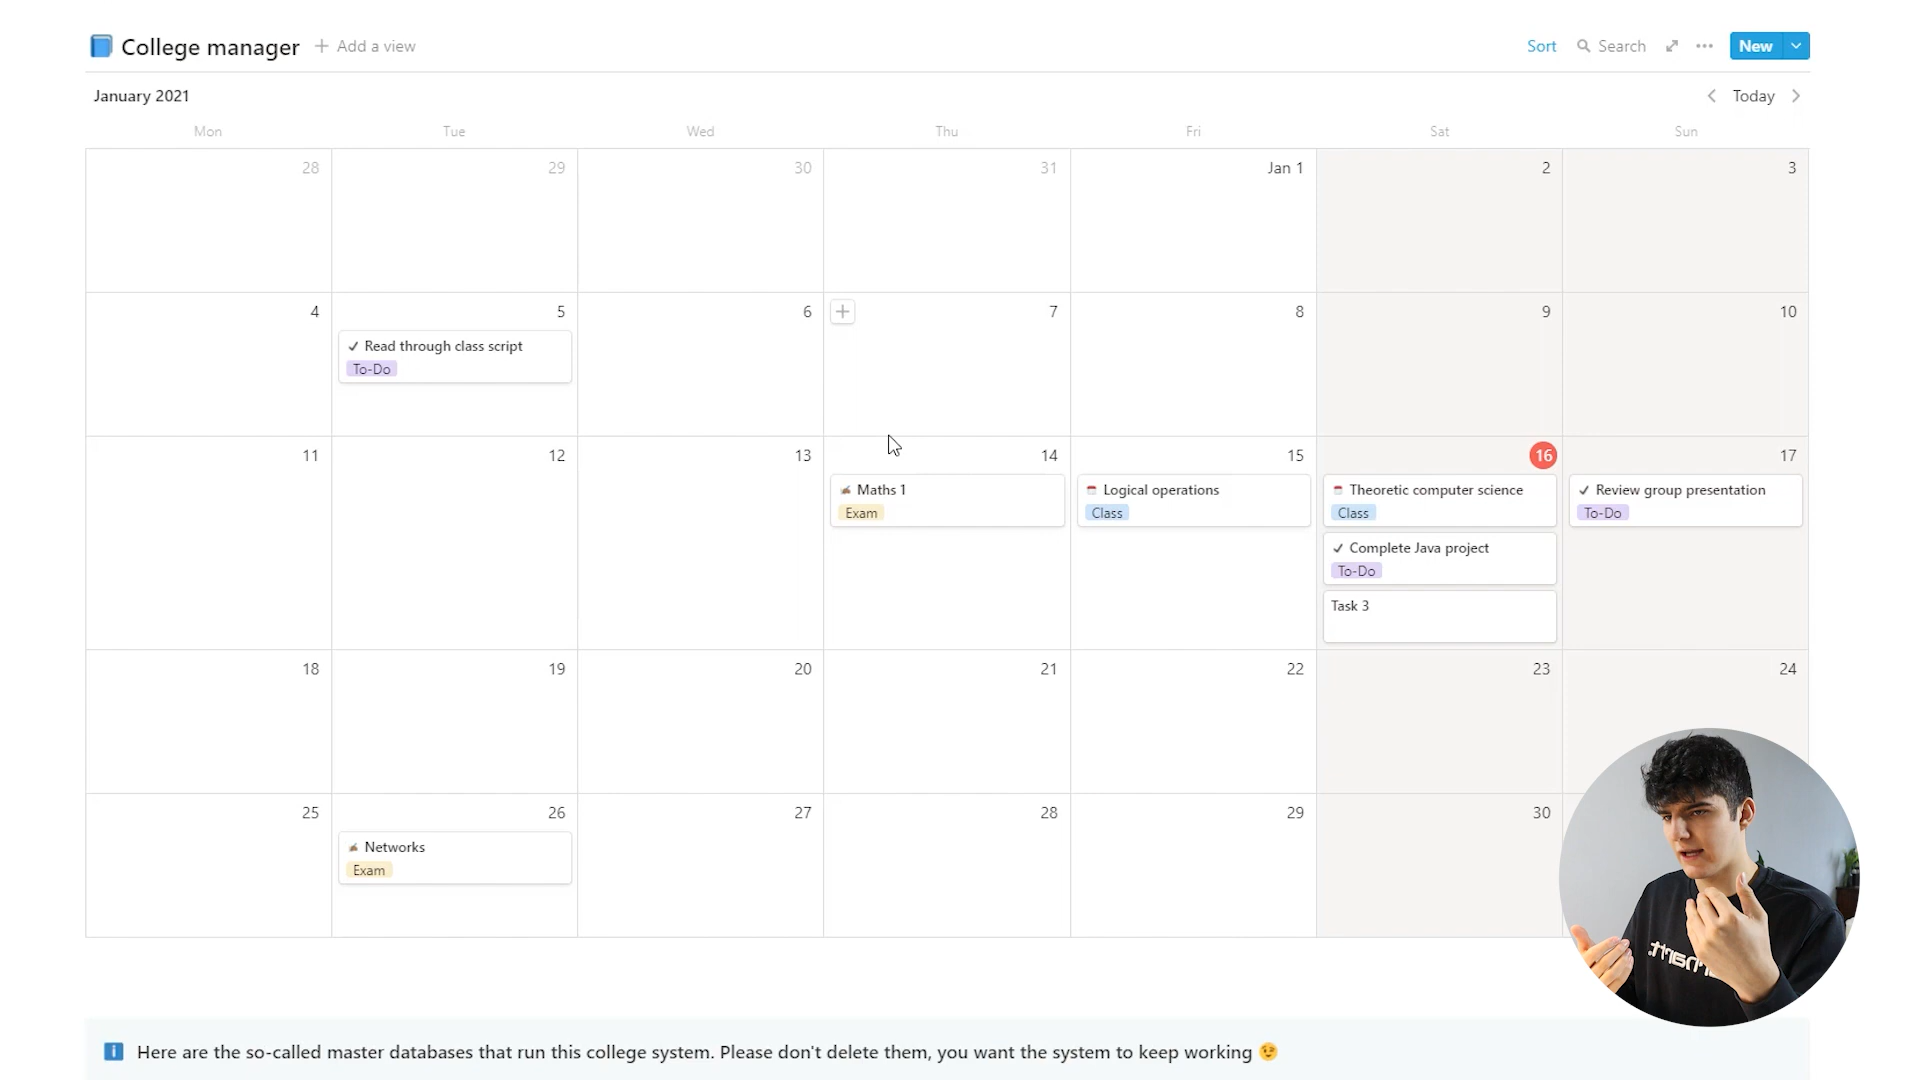 College manager + Add a view Sort Search New
January 2021 Today
Mon Tue Wed Thu Fri Sat Sun
28 29 30 31 Jan 1 2 3
4 5 6 7 8 9 10
Read through class script
To-Do
11 12 13 14 15 16 17
Maths 1 Logical operations Theoretic computer science Review group presentation
Exam Class Class To-Do
Complete Java project
To-Do
Task 3
18 19 20 21 22 23 24
25 26 27 28 29 30
Networks
Exam
Here are the so-called master databases that run this college system. Please don't delete them, you want the system to keep working 😉